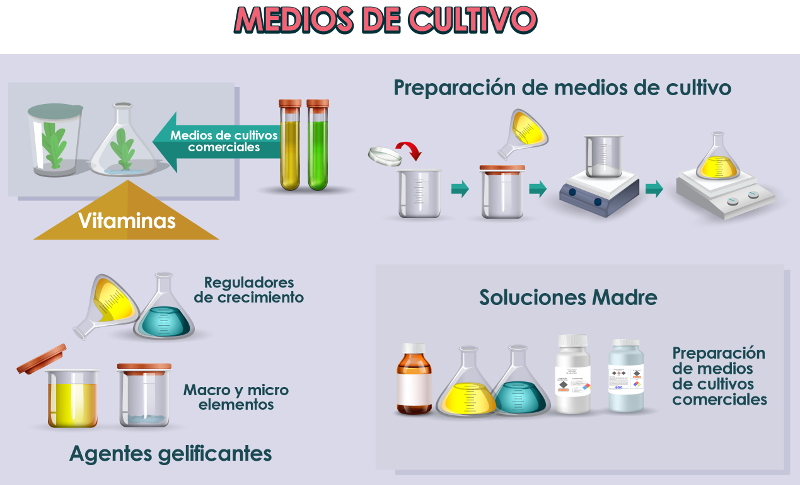 MEDIOS DE CULTIVO
Medios de cultivos
comerciales
Vitaminas
Preparación de medios de cultivo
Reguladores
de crecimiento
Macro y micro
elementos
Agentes gelificantes
Soluciones Madre
Preparación
de medios
de cultivos
comerciales